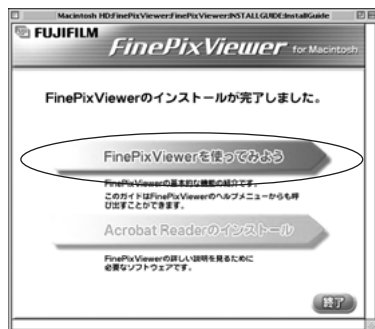 Macintosh HD:FinePixViewer:FinePixViewer:INSTALL GUIDE:InstallGuide
FUJIFILM
FinePixViewer for Macintosh
FinePixViewerのインストールが完了しました。
FinePixViewerを使ってみよう
FinePixViewerの基本的な機能の紹介です。
このガイドはFinePixViewerのヘルプメニューからも呼
び出すことができます。
Acrobat Readerのインストール
FinePixViewerの詳しい説明を見るために
必要なソフトウェアです。
終了